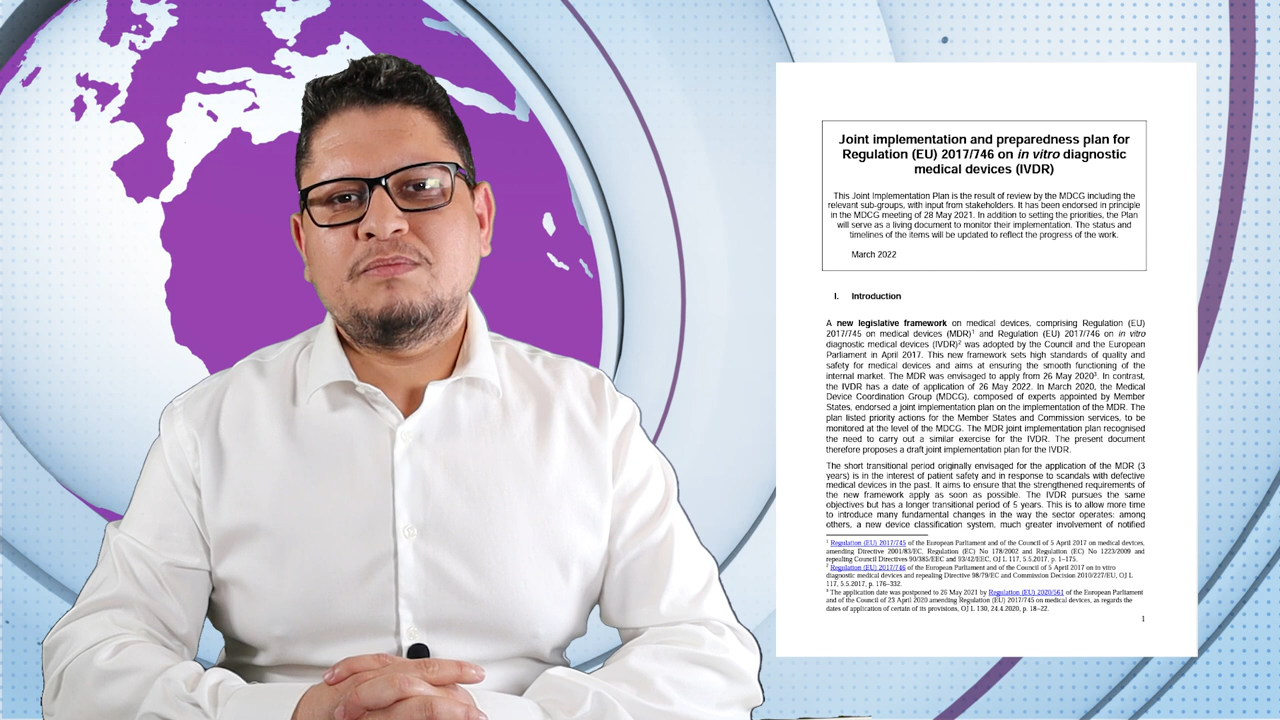 Joint implementation and preparedness plan for
Regulation (EU) 2017/746 on in vitro diagnostic
medical devices (IVDR)
This Joint Implementation Plan is the result of review by the MDCG including the
relevant sub-groups, with input from stakeholders. It has been endorsed in principle
in the MDCG meeting of 28 May 2021. In addition to setting the priorities, the Plan
will serve as a living document to monitor their implementation. The status and
timelines of the items will be updated to reflect the progress of the work.
March 2022
I. Introduction
A new legislative framework on medical devices, comprising Regulation (EU)
2017/745 on medical devices (MDR)1 and Regulation (EU) 2017/746 on in vitro
diagnostic medical devices (IVDR)2 was adopted by the Council and the European
Parliament in April 2017. This new framework sets high standards of quality and
safety for medical devices and aims at ensuring the smooth functioning of the
internal market. The MDR was envisaged to apply from 26 May 20203. In contrast,
the IVDR has a date of application of 26 May 2022. In March 2020, the Medical
Device Coordination Group (MDCG), composed of experts appointed by Member
States, endorsed a joint implementation plan on the implementation of the MDR. The
plan listed priority actions for the Member States and Commission services, to be
monitored at the level of the MDCG. The MDR joint implementation plan recognised
the need to carry out a similar exercise for the IVDR. The present document
therefore proposes a draft joint implementation plan for the IVDR.
The short transitional period originally envisaged for the application of the MDR (3
years) is in the interest of patient safety and in response to scandals with defective
medical devices in the past. It aims to ensure that the strengthened requirements of
the new framework apply as soon as possible. The IVDR pursues the same
objectives but has a longer transitional period of 5 years. This is to allow more time
to introduce many fundamental changes in the way the sector operates: among
others, a new device classification system, much greater involvement of notified
1 Regulation (EU) 2017/745 of the European Parliament and of the Council of 5 April 2017 on medical devices,
amending Directive 2001/83/EC, Regulation (EC) No 178/2002 and Regulation (EC) No 1223/2009 and
repealing Council Directives 90/385/EEC and 93/42/EEC, OJ L 117, 5.5.2017, p. 1–175.
2 Regulation (EU) 2017/746 of the European Parliament and of the Council of 5 April 2017 on in vitro
diagnostic medical devices and repealing Directive 98/79/EC and Commission Decision 2010/227/EU, OJ L
117, 5.5.2017, p. 176–332.
3 The application date was postponed to 26 May 2021 by Regulation (EU) 2020/561 of the European Parliament
and of the Council of 23 April 2020 amending Regulation (EU) 2017/745 on medical devices, as regards the
dates of application of certain of its provisions, OJ L 130, 24.4.2020, p. 18–22.
1